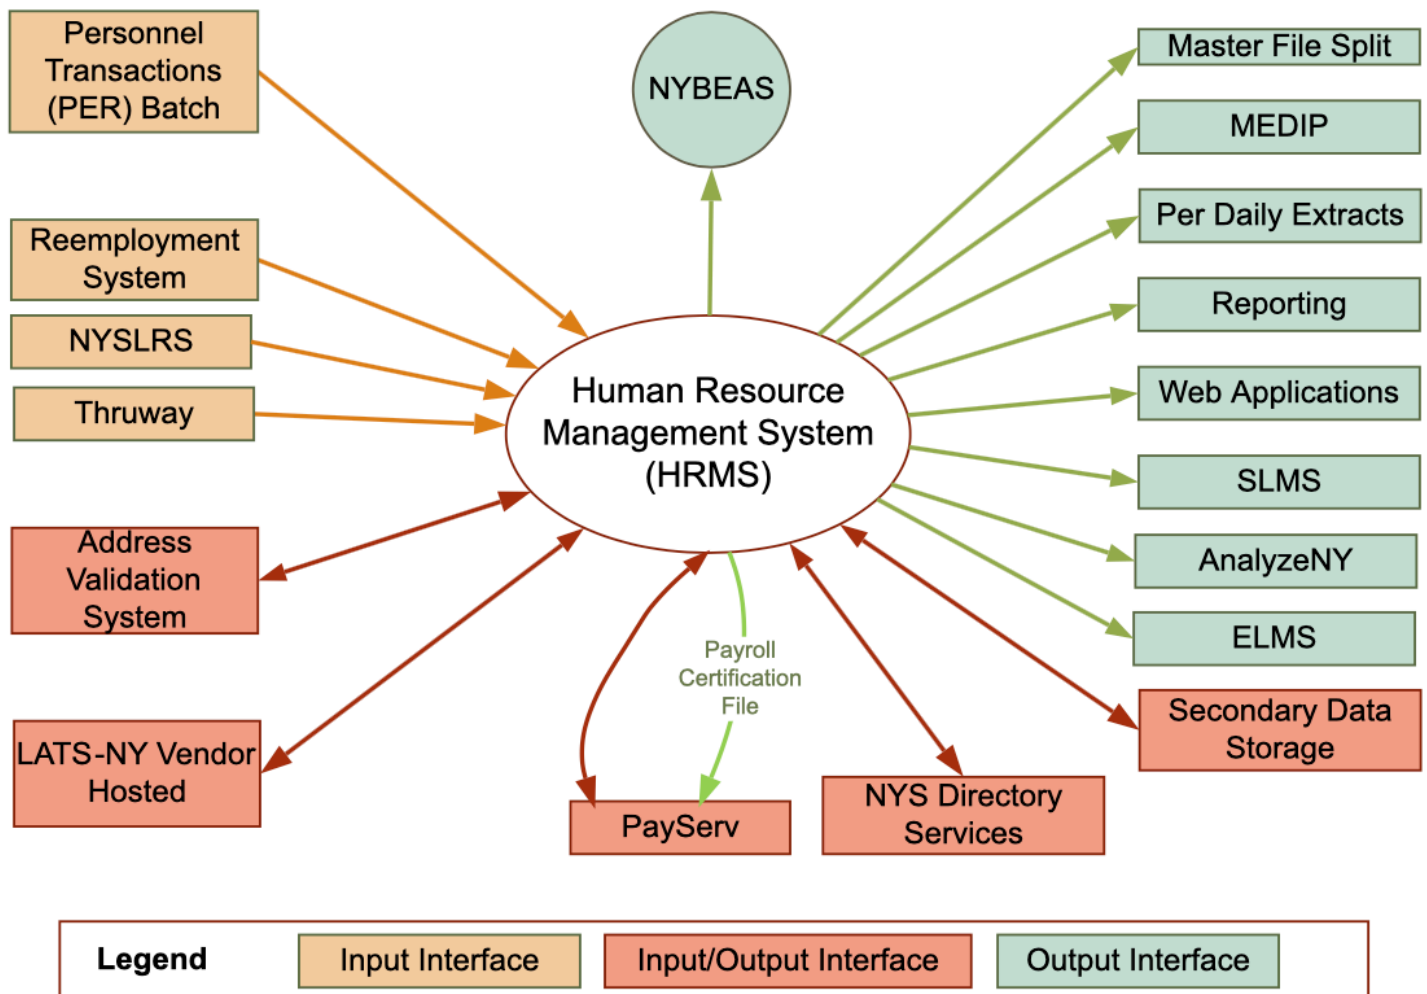 Personnel
Transactions
(PER) Batch
NYBEAS
Master File Split
MEDIP
Per Daily Extracts
Reemployment
System
Reporting
NYSLRS
Web Applications
Thruway
Human Resource
Management System
(HRMS)
SLMS
AnalyzeNY
ELMS
Address
Validation
System
Payroll
Certification
File
Secondary Data
Storage
LATS-NY Vendor
Hosted
PayServ
NYS Directory
Services
Legend
Input Interface
Input/Output Interface
Output Interface